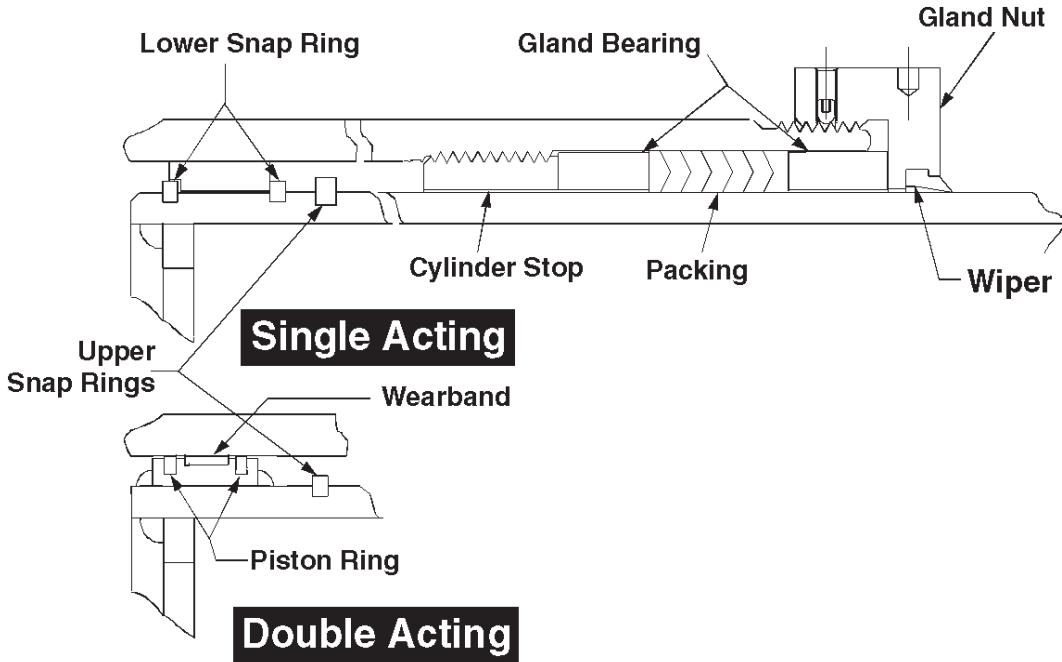 Gland Nut
Lower Snap Ring
Gland Bearing
Cylinder Stop
Packing
Wiper
Single Acting
Upper
Snap Rings
Wearband
Piston Ring
Double Acting